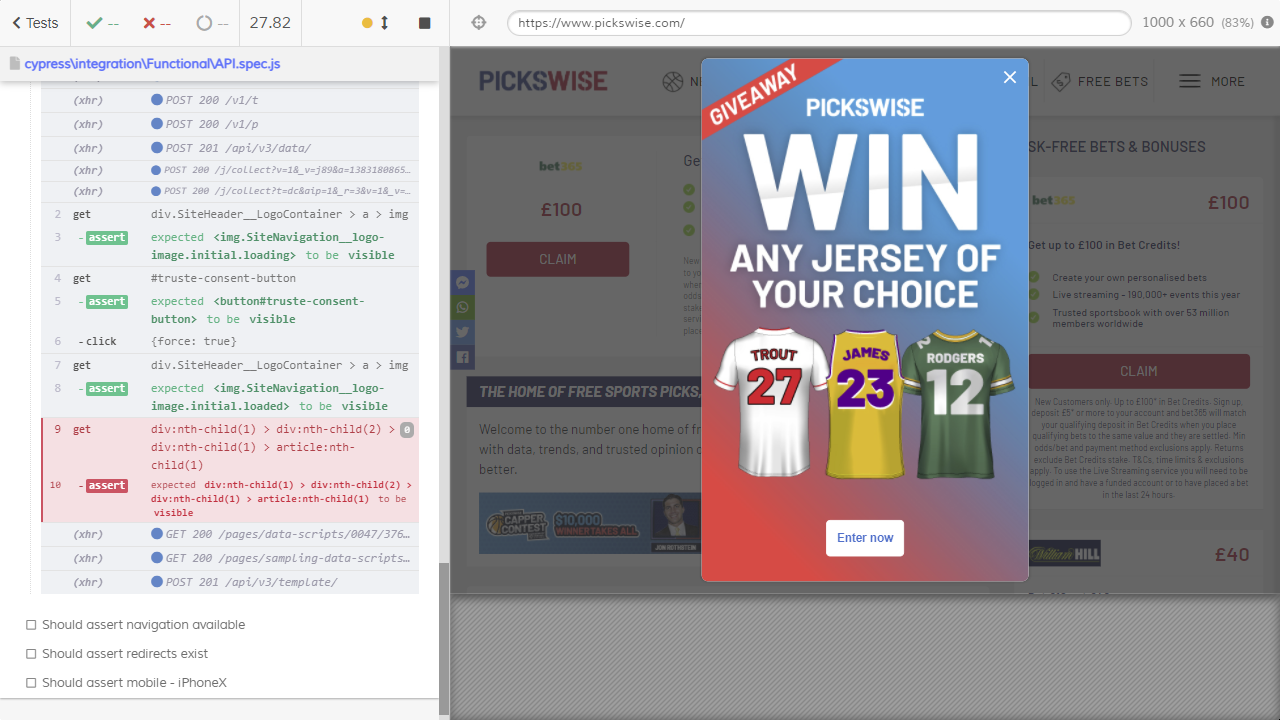 Tests
--
--
--
27.82
https://www.pickswise.com/
1000 x 660 (83%)
cypress\integration\Functional\API.spec.js
(xhr) POST 200 /v1/t
(xhr) POST 200 /v1/p
(xhr) POST 201 /api/v3/data/
(xhr) POST 200 /j/collect?v=1&_v=j89&a=1383180865…
(xhr) POST 200 /j/collect?t=dc&aip=1&_r=3&v=1&_v=…
2 get div.SiteHeader__LogoContainer > a > img
3 -assert expected <img.SiteNavigation__logo-
image.initial.loading> to be visible
4 get #truste-consent-button
5 -assert expected <button#truste-consent-
button> to be visible
6 -click {force: true}
7 get div.SiteHeader__LogoContainer > a > img
8 -assert expected <img.SiteNavigation__logo-
image.initial.loaded> to be visible
9 get div:nth-child(1) > div:nth-child(2) > 0
div:nth-child(1) > article:nth-
child(1)
10 -assert expected div:nth-child(1) > div:nth-child(2) >
div:nth-child(1) > article:nth-child(1) to be
visible
(xhr) GET 200 /pages/data-scripts/0047/376…
(xhr) GET 200 /pages/sampling-data-scripts…
(xhr) POST 201 /api/v3/template/
Should assert navigation available
Should assert redirects exist
Should assert mobile - iPhoneX
PICKSWISE
FREE BETS
MORE
bet365
£100
CLAIM
Ge
THE HOME OF FREE SPORTS PICKS,
Welcome to the number one home of fr
with data, trends, and trusted opinion o
better.
CAPPER
CONTEST
$10,000
WINNER TAKES ALL
JON ROTHSTEIN
GIVEAWAY
PICKSWISE
WIN
ANY JERSEY OF
YOUR CHOICE
TROUT
27
JAMES
23
RODGERS
12
Enter now
SK-FREE BETS & BONUSES
bet365
£100
Get up to £100 in Bet Credits!
Create your own personalised bets
Live streaming – 190,000+ events this year
Trusted sportsbook with over 53 million
members worldwide
CLAIM
New Customers only. Up to £100* in Bet Credits. Sign up,
deposit £5* or more to your account and bet365 will match
your qualifying deposit in Bet Credits when you place
qualifying bets to the same value and they are settled. Min
odds/bet and payment method exclusions apply. Returns
exclude Bet Credits stake. T&Cs, time limits & exclusions
apply. To use the Live Streaming service you will need to be
logged in and have a funded account or to have placed a bet
in the last 24 hours.
William HILL
£40